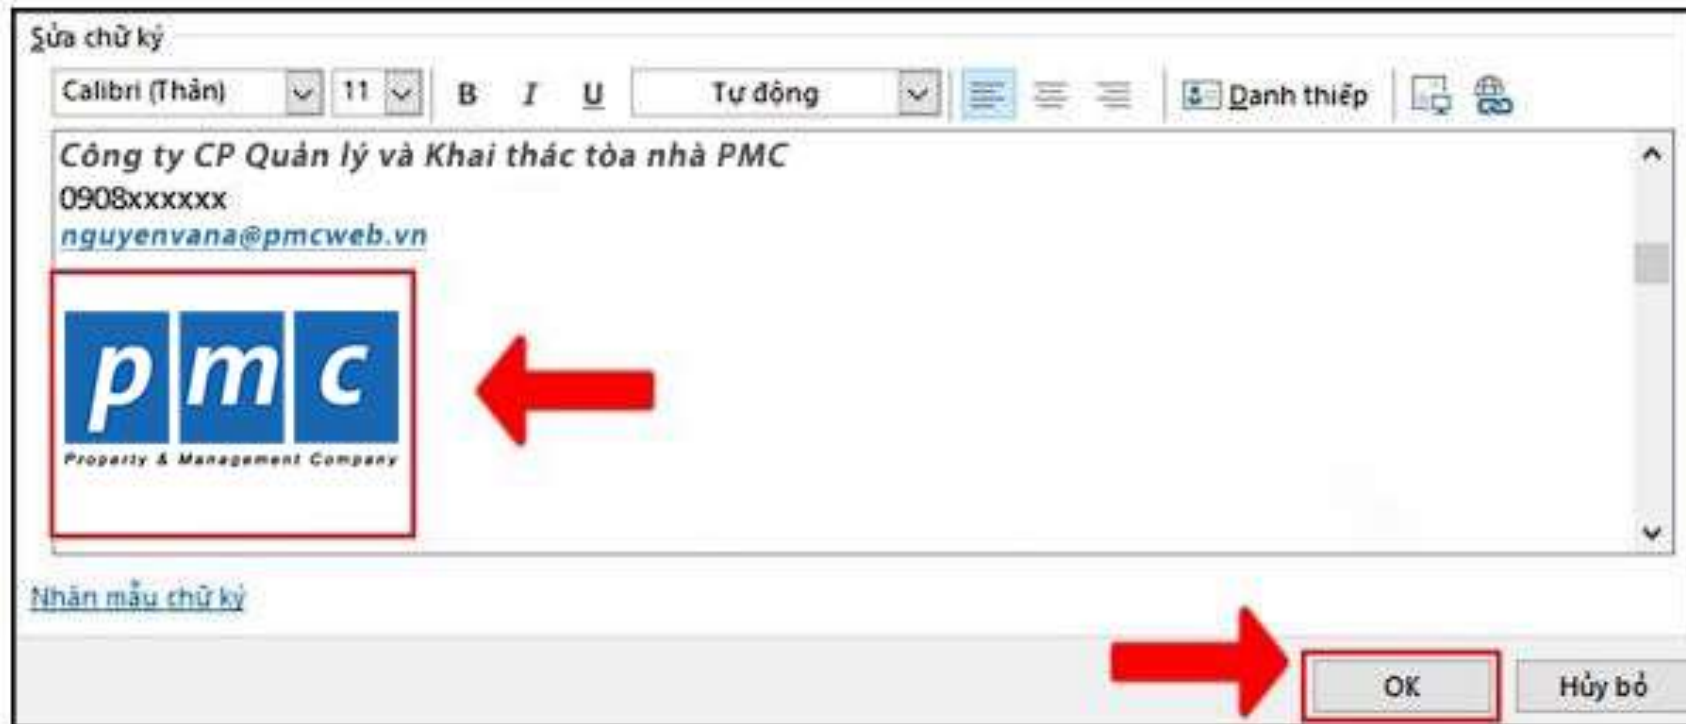 Sửa chữ ký
Calibri (Thân) 11 B I U Tự động Danh thiếp
Công ty CP Quản lý và Khai thác tòa nhà PMC
0908xxxxxx
nguyenvana@pmcweb.vn
pmc
Property & Management Company
Nhãn mẫu chữ ký
OK Hủy bỏ